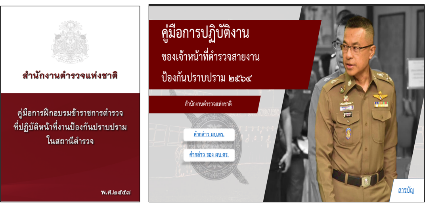 สำนักงานตำรวจแห่งชาติ
คู่มือการฝึกอบรมข้าราชการตำรวจ
ที่ปฏิบัติหน้าที่งานป้องกันปราบปราม
ในสถานีตำรวจ
คู่มือการปฏิบัติงาน
ของเจ้าหน้าที่ตำรวจสายงาน
ป้องกันปราบปราม ๒๕๖๔
สำนักงานตำรวจแห่งชาติ
สารบัญ